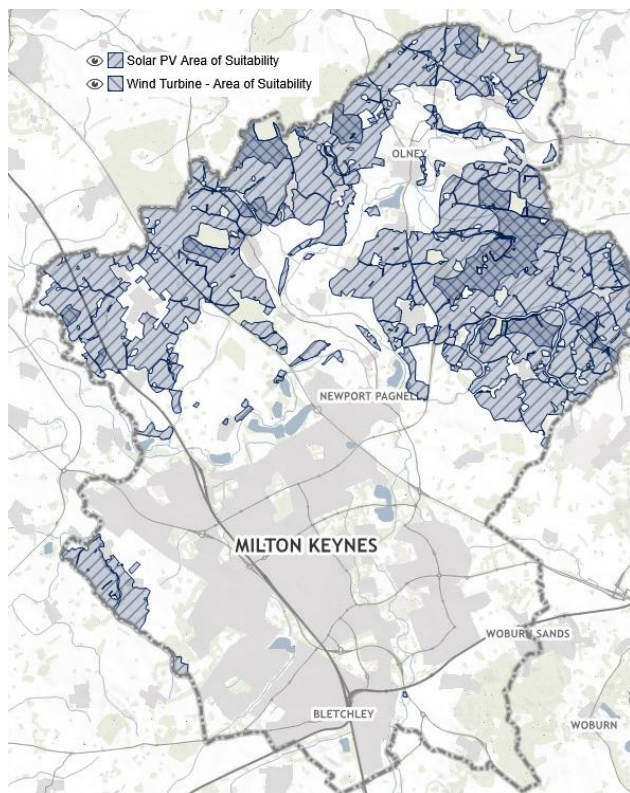 Solar PV Area of Suitability
Wind Turbine - Area of Suitability
OLNEY
NEWPORT PAGNELL
MILTON KEYNES
WOBURN SANDS
BLETCHLEY
WOBURN